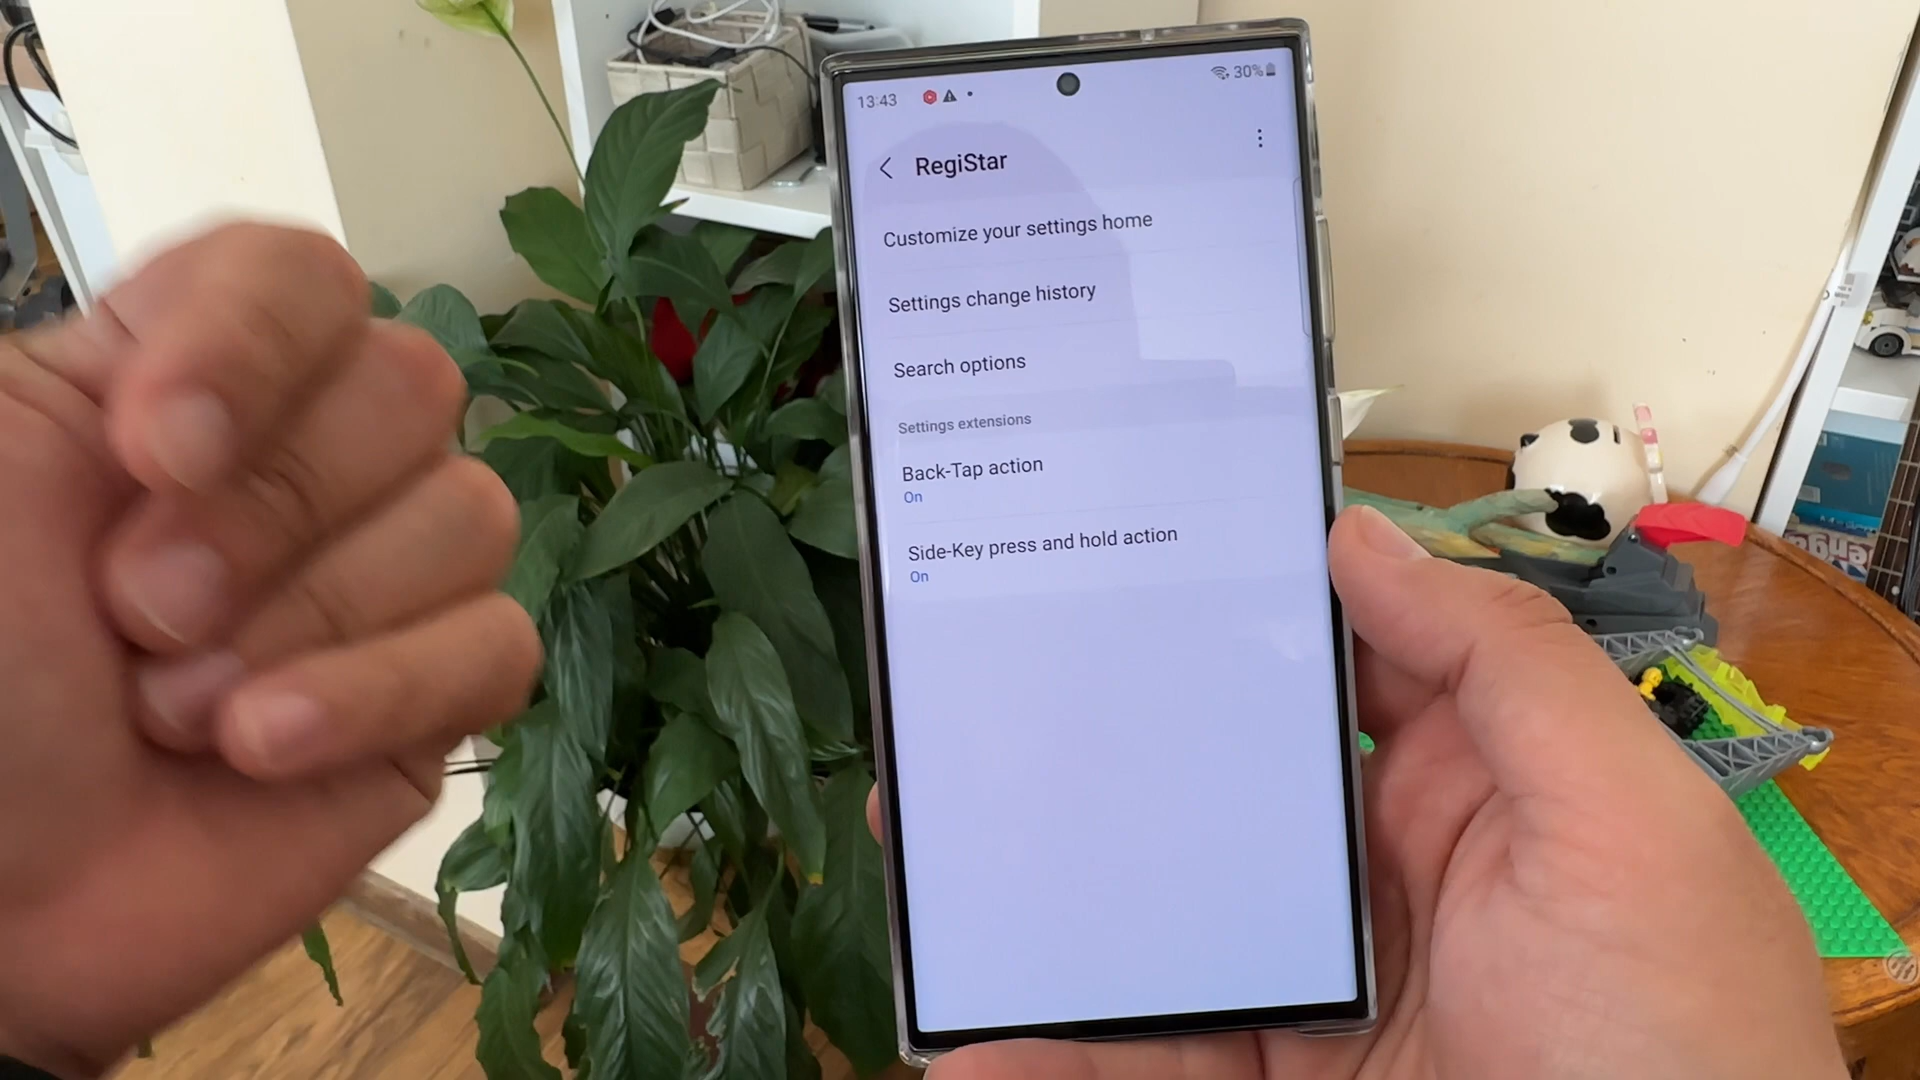 13:43
30%
RegiStar
Customize your settings home
Settings change history
Search options
Settings extensions
Back-Tap action
On
Side-Key press and hold action
On